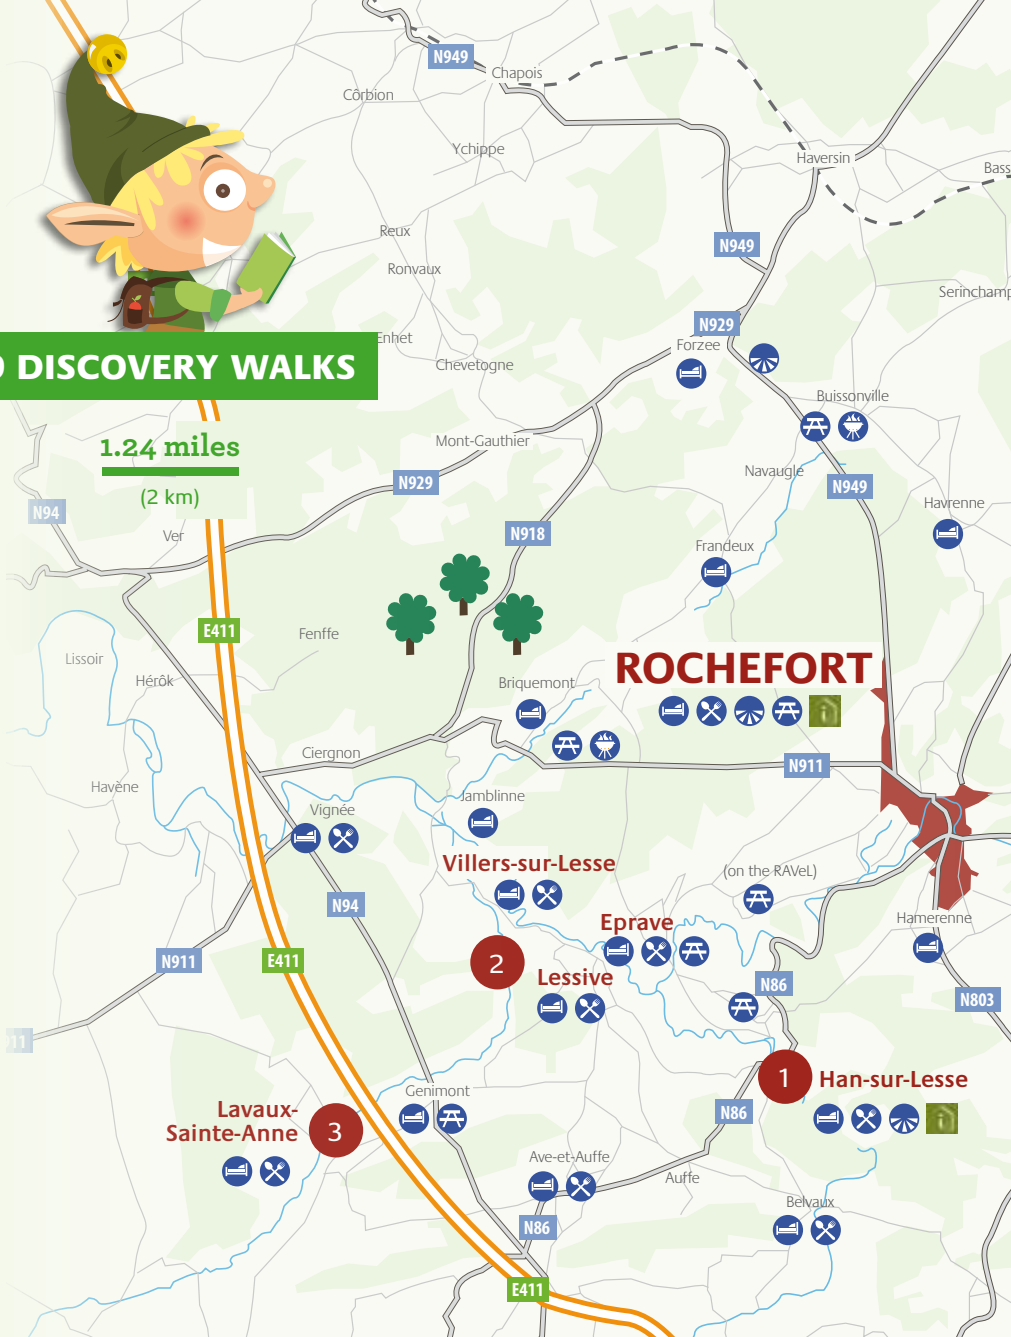 N949
Chapois
Côrbion
Ychippe
Haversin
Bass
Reux
N949
Ronvaux
Serinchamp
N929
Enhet
Forzee
Chevetogne
DISCOVERY WALKS
Buissonville
1.24 miles
Mont-Gauthier
Navaugle
N929
N949
(2 km)
N94
Havrenne
Ver
N918
Frandeux
E411
Fenffe
Lissoir
Hérôk
ROCHEFORT
Briquemont
i
Ciergnon
N911
Havène
Jamblinne
Vignée
Villers-sur-Lesse
(on the RAVeL)
N94
Eprave
Hamerenne
N911
E411
2
Lessive
N86
N803
11
1
Han-sur-Lesse
Genimont
Lavaux-
Sainte-Anne
3
N86
i
Ave-et-Auffe
Auffe
Belvaux
N86
E411